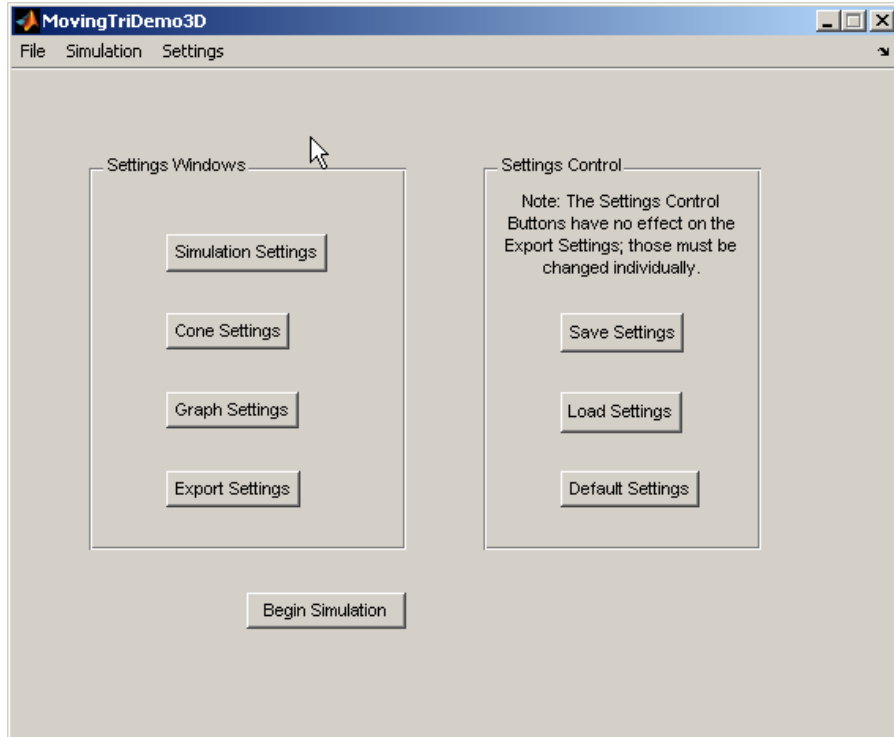 MovingTriDemo3D
File Simulation Settings
Settings Windows
Simulation Settings
Cone Settings
Graph Settings
Export Settings
Settings Control
Note: The Settings Control
Buttons have no effect on the
Export Settings; those must be
changed individually.
Save Settings
Load Settings
Default Settings
Begin Simulation